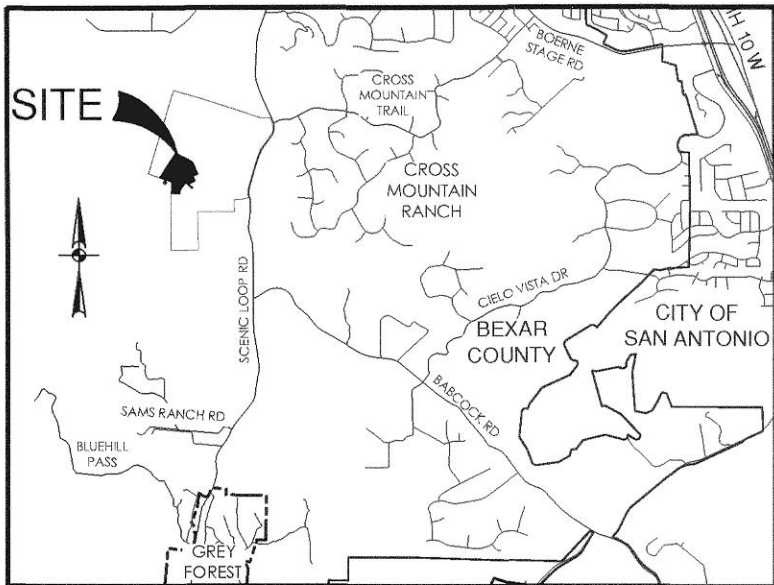 IH 10 W
BOERNE
STAGE RD
CROSS
MOUNTAIN
TRAIL
SITE
CROSS
MOUNTAIN
RANCH
SCENIC LOOP RD
CIELO VISTA DR
BEXAR
COUNTY
CITY OF
SAN ANTONIO
BABCOCK RD
SAMS RANCH RD
BLUEHILL
PASS
GREY
FOREST